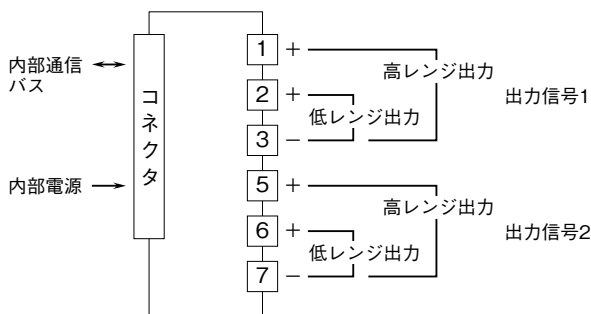 内部通信
バス
コネクタ
内部電源
1 +
2 +
3 −
高レンジ出力
低レンジ出力
出力信号1
5 +
6 +
7 −
高レンジ出力
低レンジ出力
出力信号2